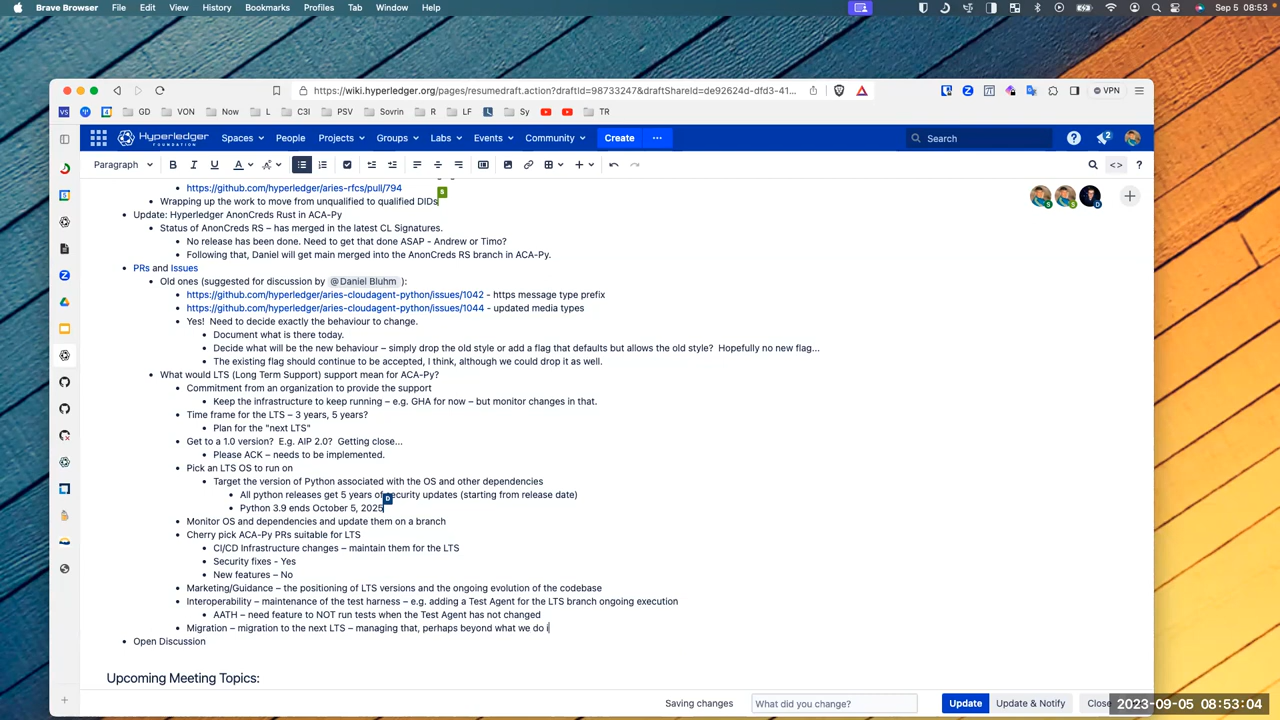 Brave Browser File Edit View History Bookmarks Profiles Tab Window Help Sep 5 08:53
https://wiki.hyperledger.org/pages/resumedraft.action?draftId=98733247&draftShareId=de92624d-dfd3-41... VPN
VS GD VON Now L C3I PSV Sovrin R LF Sy TR
HYPERLEDGER FOUNDATION Spaces People Projects Groups Labs Events Community Create ... Search 2
Paragraph B I U A <> ?
https://github.com/hyperledger/aries-rfcs/pull/794
Wrapping up the work to move from unqualified to qualified DIDs
S
Update: Hyperledger AnonCreds Rust in ACA-Py
Status of AnonCreds RS – has merged in the latest CL Signatures.
No release has been done. Need to get that done ASAP - Andrew or Timo?
Following that, Daniel will get main merged into the AnonCreds RS branch in ACA-Py.
PRs and Issues
Old ones (suggested for discussion by @Daniel Bluhm ):
https://github.com/hyperledger/aries-cloudagent-python/issues/1042 - https message type prefix
https://github.com/hyperledger/aries-cloudagent-python/issues/1044 - updated media types
Yes! Need to decide exactly the behaviour to change.
Document what is there today.
Decide what will be the new behaviour – simply drop the old style or add a flag that defaults but allows the old style? Hopefully no new flag...
The existing flag should continue to be accepted, I think, although we could drop it as well.
What would LTS (Long Term Support) support mean for ACA-Py?
Commitment from an organization to provide the support
Keep the infrastructure to keep running – e.g. GHA for now – but monitor changes in that.
Time frame for the LTS – 3 years, 5 years?
Plan for the "next LTS"
Get to a 1.0 version? E.g. AIP 2.0? Getting close...
Please ACK – needs to be implemented.
Pick an LTS OS to run on
Target the version of Python associated with the OS and other dependencies
All python releases get 5 years of security updates (starting from release date)
D
Python 3.9 ends October 5, 2025
Monitor OS and dependencies and update them on a branch
Cherry pick ACA-Py PRs suitable for LTS
CI/CD Infrastructure changes – maintain them for the LTS
Security fixes - Yes
New features – No
Marketing/Guidance – the positioning of LTS versions and the ongoing evolution of the codebase
Interoperability – maintenance of the test harness – e.g. adding a Test Agent for the LTS branch ongoing execution
AATH – need feature to NOT run tests when the Test Agent has not changed
Migration – migration to the next LTS – managing that, perhaps beyond what we do i
Open Discussion
Upcoming Meeting Topics:
Saving changes What did you change? Update Update & Notify Close
2023-09-05 08:53:04